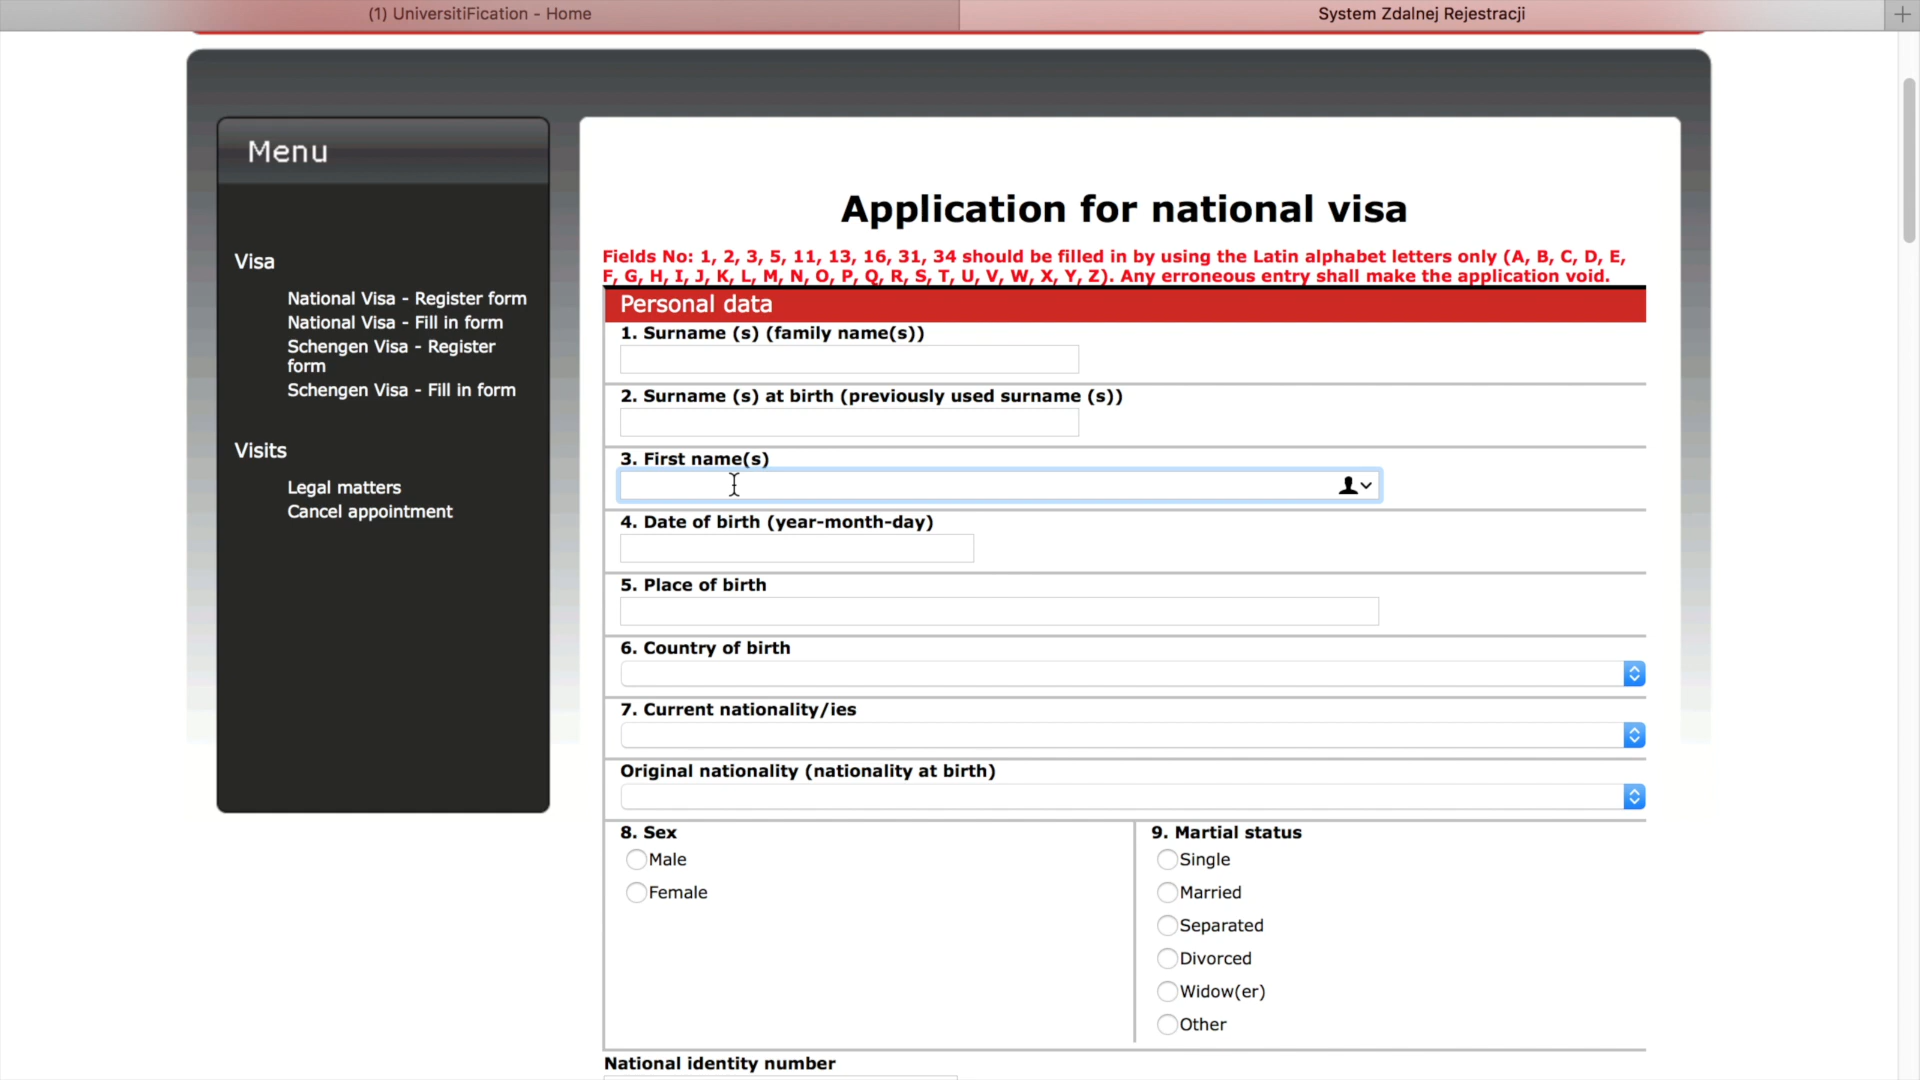 (1) UniversitiFication - Home
System Zdalnej Rejestracji
Menu
Visa
National Visa - Register form
National Visa - Fill in form
Schengen Visa - Register
form
Schengen Visa - Fill in form
Visits
Legal matters
Cancel appointment
Application for national visa
Fields No: 1, 2, 3, 5, 11, 13, 16, 31, 34 should be filled in by using the Latin alphabet letters only (A, B, C, D, E,
F, G, H, I, J, K, L, M, N, O, P, Q, R, S, T, U, V, W, X, Y, Z). Any erroneous entry shall make the application void.
Personal data
1. Surname (s) (family name(s))
2. Surname (s) at birth (previously used surname (s))
3. First name(s)
4. Date of birth (year-month-day)
5. Place of birth
6. Country of birth
7. Current nationality/ies
Original nationality (nationality at birth)
8. Sex
Male
Female
9. Martial status
Single
Married
Separated
Divorced
Widow(er)
Other
National identity number